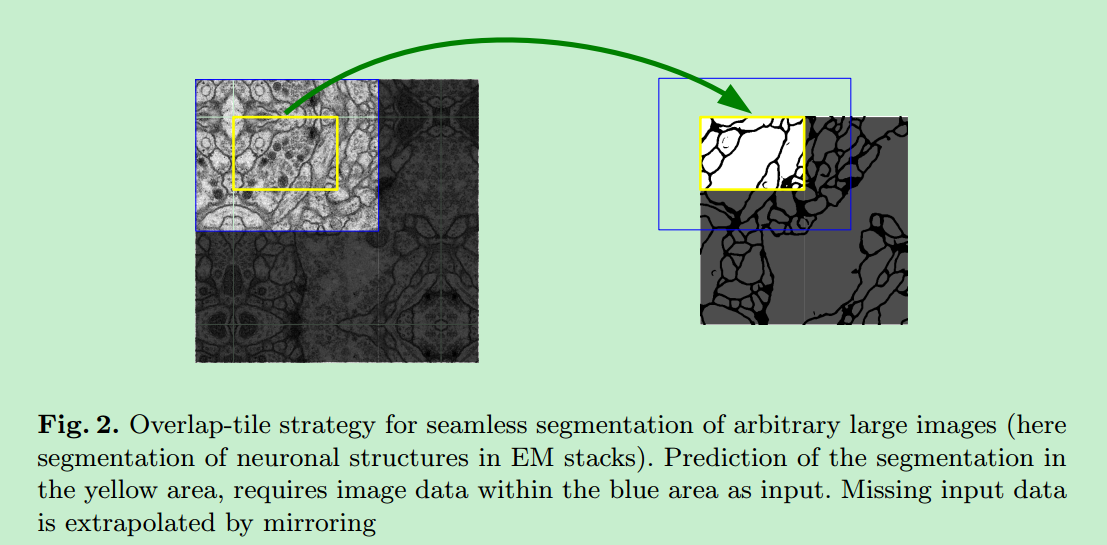 Fig. 2. Overlap-tile strategy for seamless segmentation of arbitrary large images (here
segmentation of neuronal structures in EM stacks). Prediction of the segmentation in
the yellow area, requires image data within the blue area as input. Missing input data
is extrapolated by mirroring